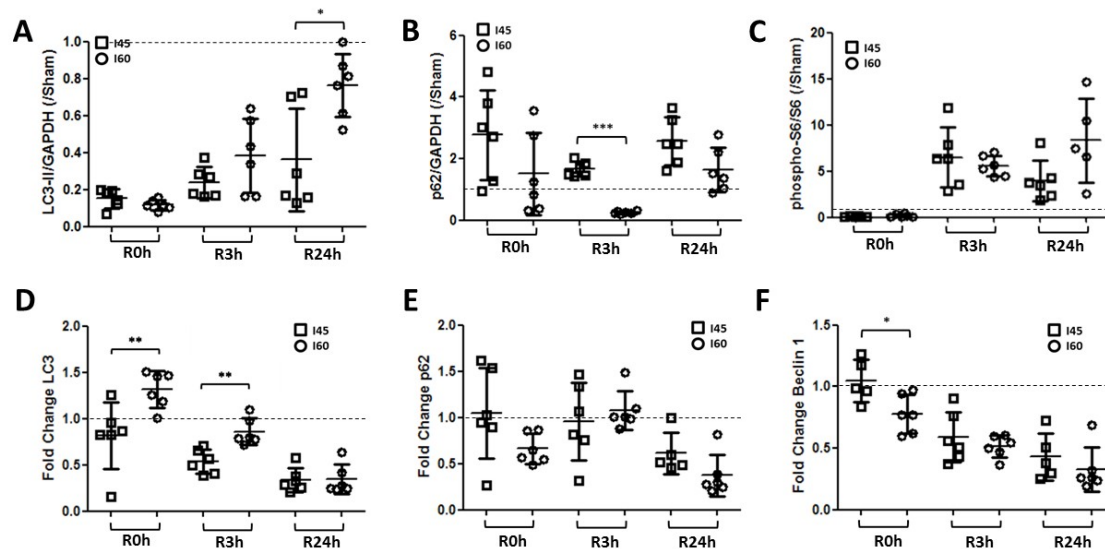 A
LC3-II/GAPDH (/Sham)
1.0
0.8
0.6
0.4
0.2
0.0
I45
I60
*
R0h
R3h
R24h
B
p62/GAPDH (/Sham)
6
4
2
0
I45
I60
***
R0h
R3h
R24h
C
phospho-S6/S6 (/Sham)
20
15
10
5
0
I45
I60
R0h
R3h
R24h
D
Fold Change LC3
2.0
1.5
1.0
0.5
0.0
I45
I60
**
**
R0h
R3h
R24h
E
Fold Change p62
2.0
1.5
1.0
0.5
0.0
I45
I60
R0h
R3h
R24h
F
Fold Change Beclin 1
1.5
1.0
0.5
0.0
I45
I60
*
R0h
R3h
R24h